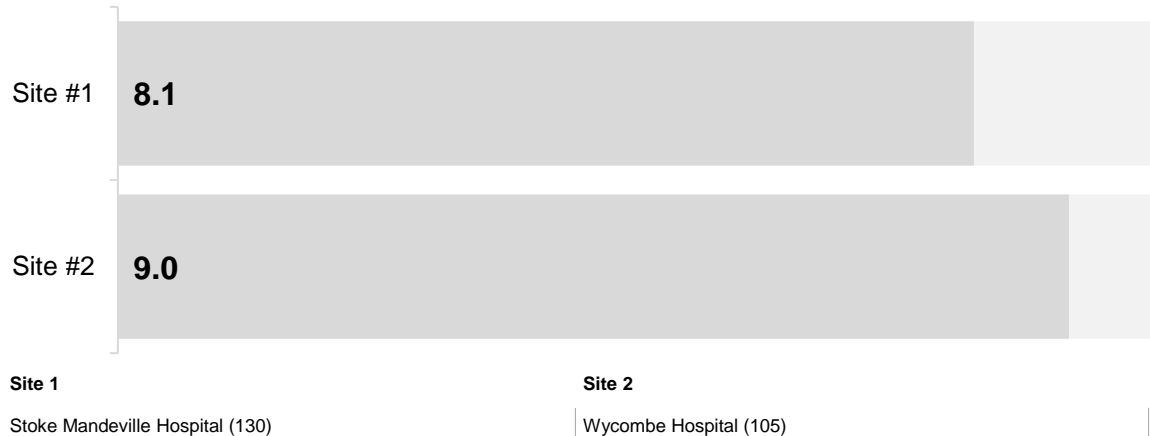 Site #1 8.1
Site #2 9.0
Site 1 Site 2
Stoke Mandeville Hospital (130) Wycombe Hospital (105)